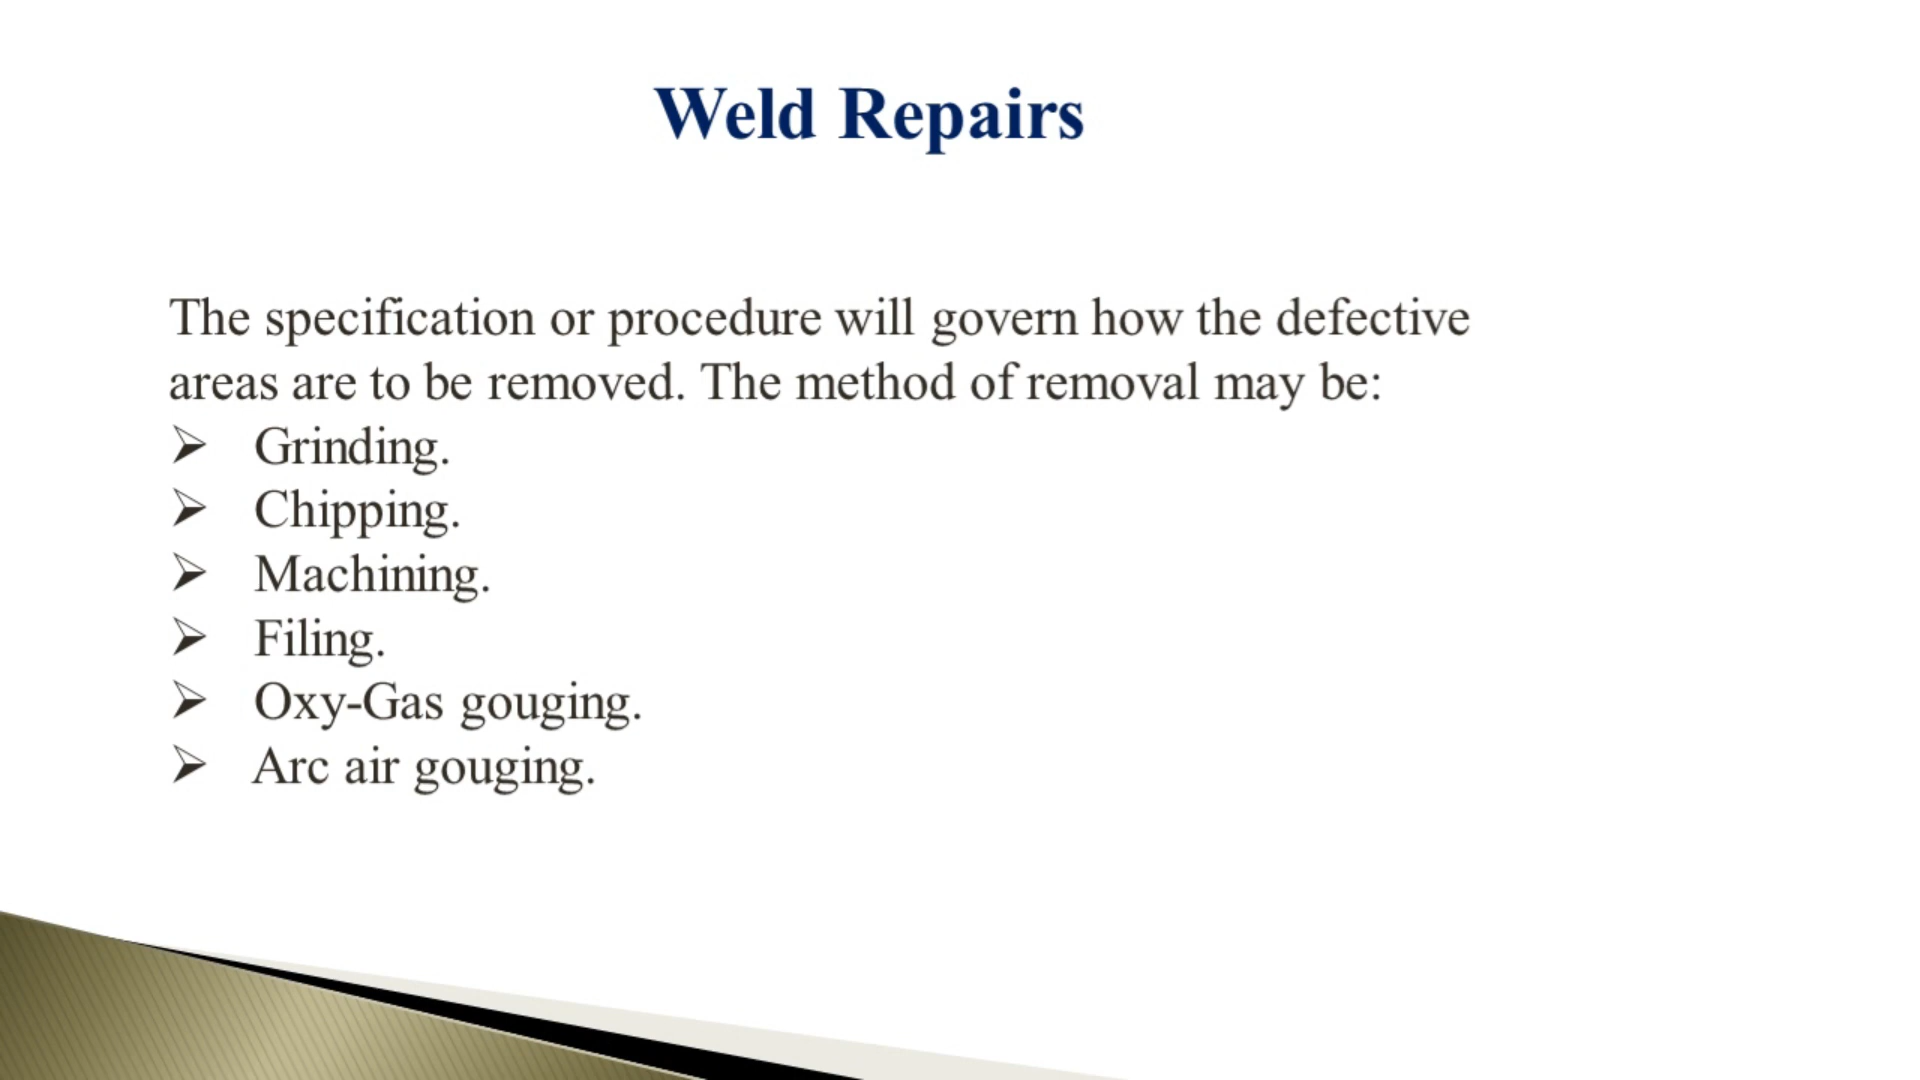 Weld Repairs
The specification or procedure will govern how the defective
areas are to be removed. The method of removal may be:
➢ Grinding.
➢ Chipping.
➢ Machining.
➢ Filing.
➢ Oxy-Gas gouging.
➢ Arc air gouging.